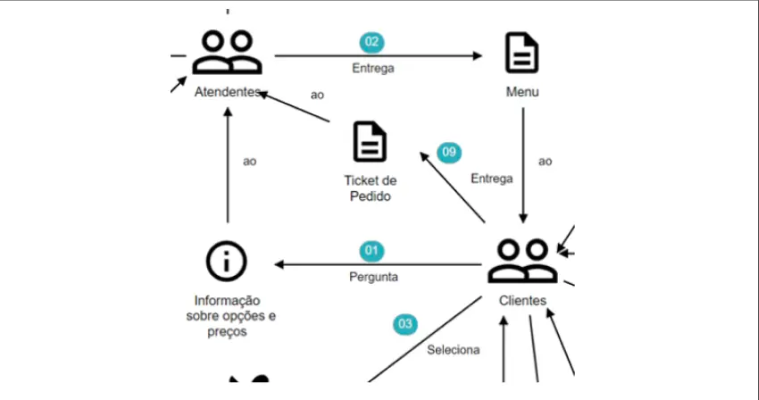 02
Entrega
Atendentes
ao
Menu
09
ao
ao
Ticket de
Pedido
Entrega
01
Pergunta
Informação
sobre opções e
preços
Clientes
03
Seleciona